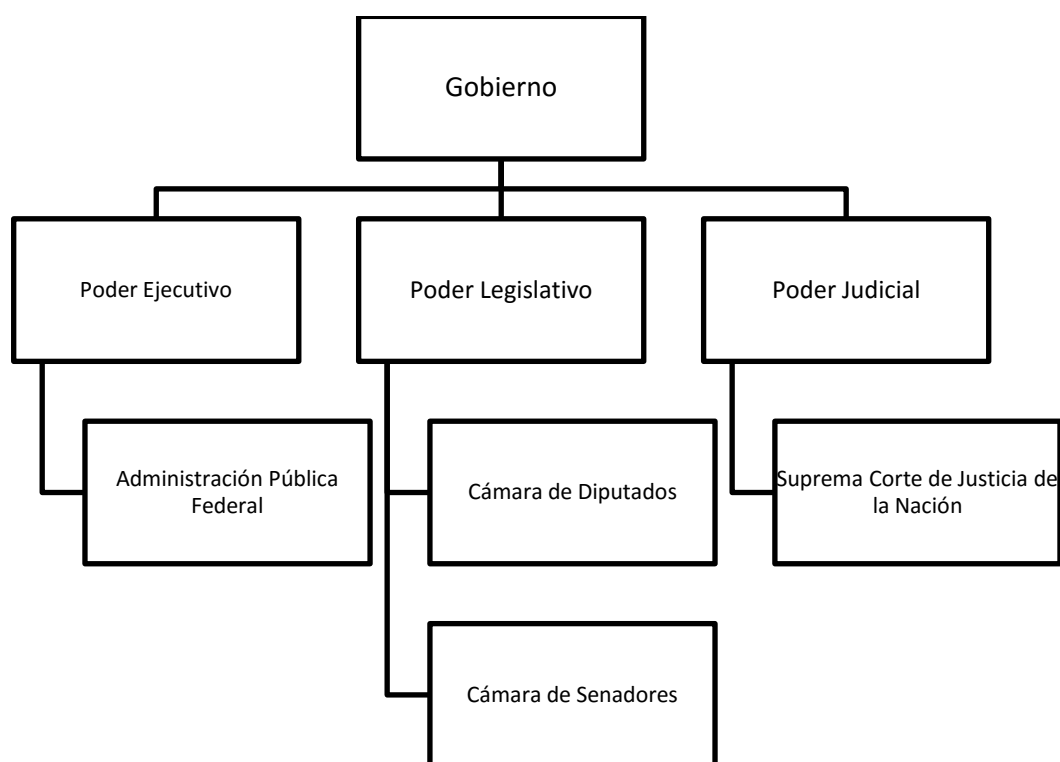 Gobierno
Poder Ejecutivo
Poder Legislativo
Poder Judicial
Administración Pública
Federal
Cámara de Diputados
Suprema Corte de Justicia de
la Nación
Cámara de Senadores